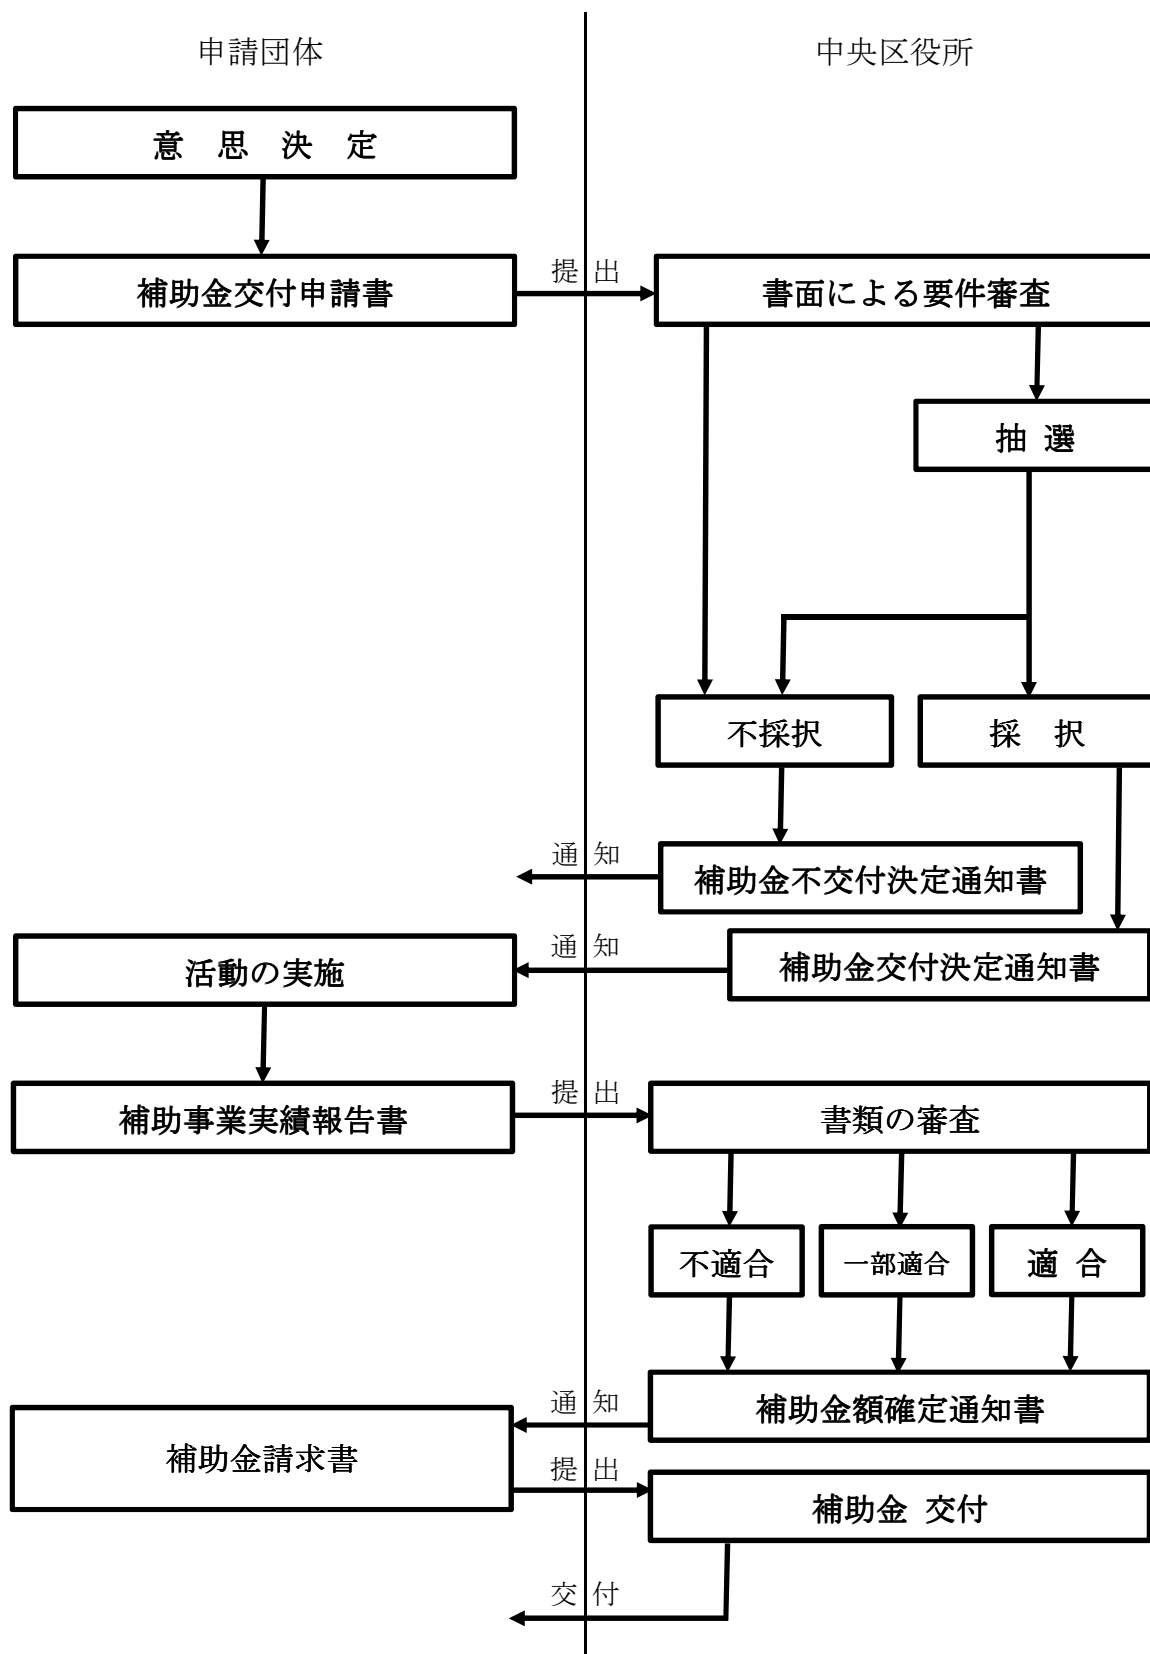 申請団体
中央区役所
意 思 決 定
補助金交付申請書
提出
書面による要件審査
抽 選
不採択
採 択
通知
補助金不交付決定通知書
活動の実施
通知
補助金交付決定通知書
補助事業実績報告書
提出
書類の審査
不適合
一部適合
適 合
通知
補助金額確定通知書
補助金請求書
提出
補助金 交付
交付